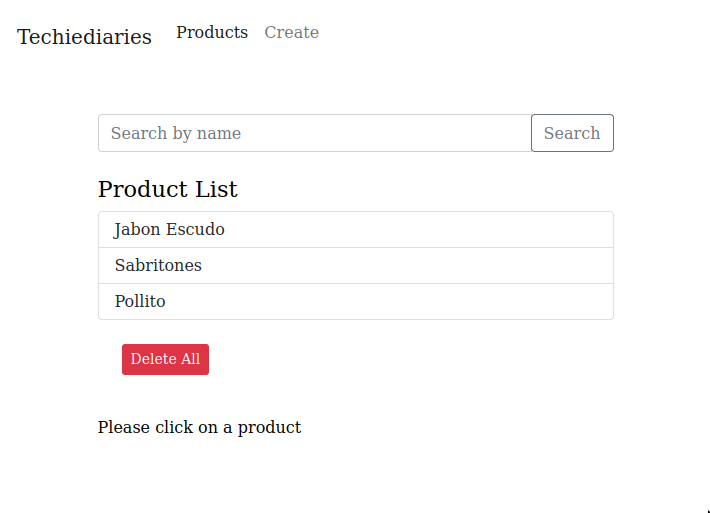 Techiediaries Products Create
Search by name Search
Product List
Jabon Escudo
Sabritones
Pollito
Delete All
Please click on a product